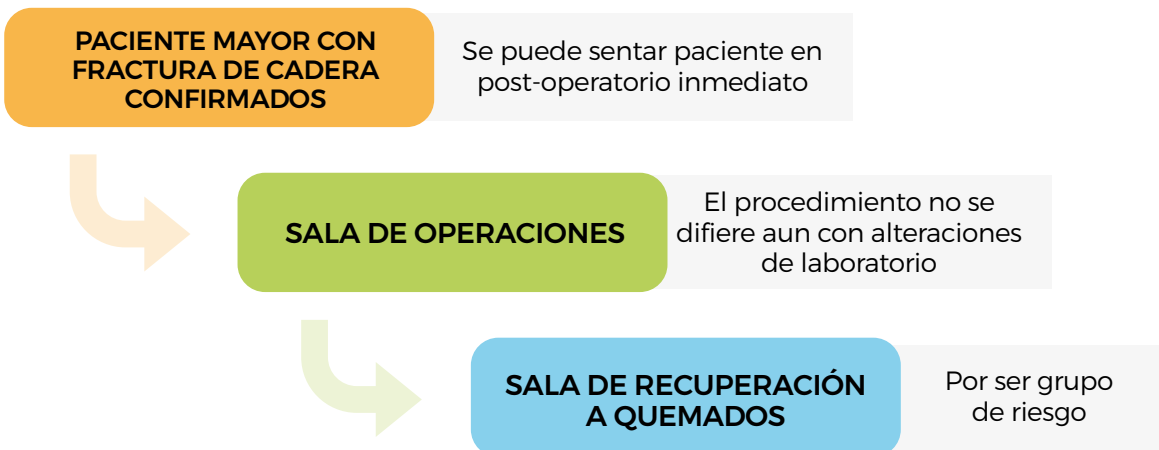 PACIENTE MAYOR CON
FRACTURA DE CADERA
CONFIRMADOS
Se puede sentar paciente en
post-operatorio inmediato
SALA DE OPERACIONES
El procedimiento no se
difiere aun con alteraciones
de laboratorio
SALA DE RECUPERACIÓN
A QUEMADOS
Por ser grupo
de riesgo